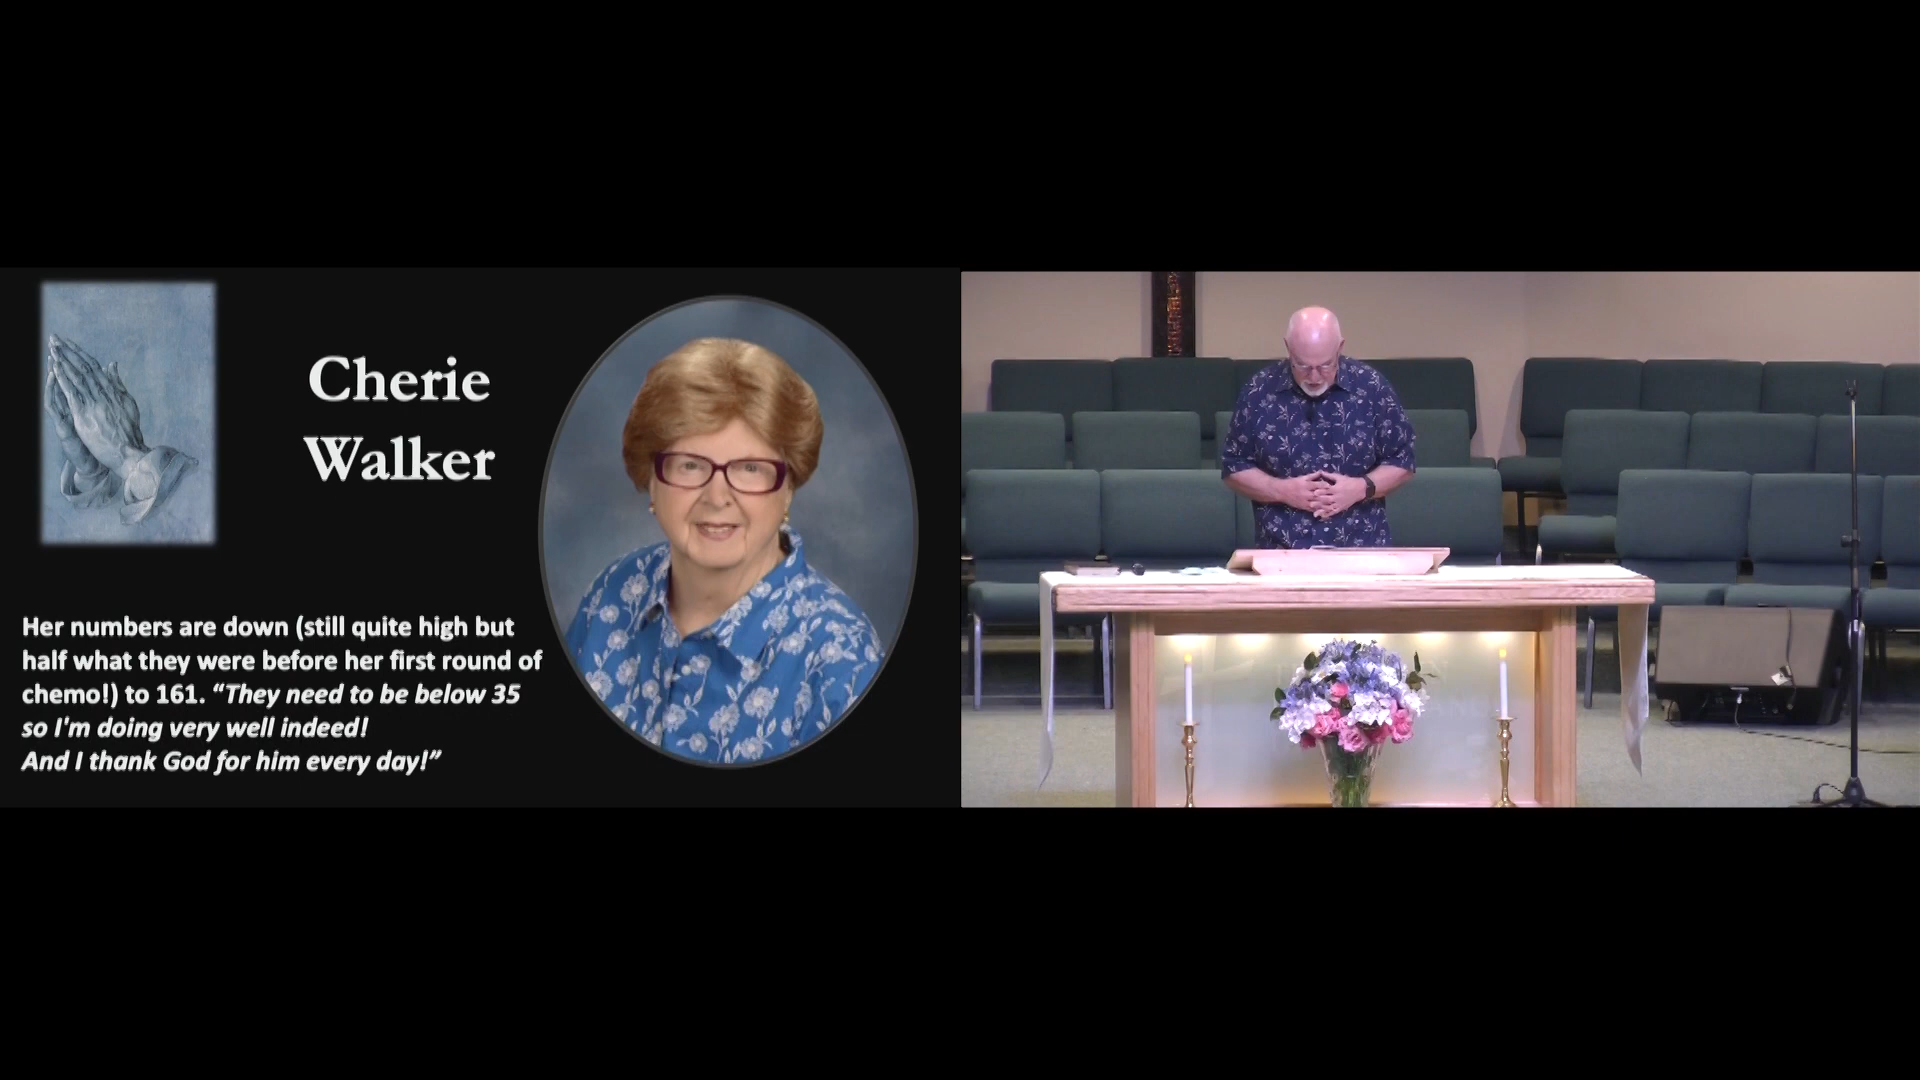 Cherie
Walker
Her numbers are down (still quite high but
half what they were before her first round of
chemo!) to 161. “They need to be below 35
so I'm doing very well indeed!
And I thank God for him every day!”